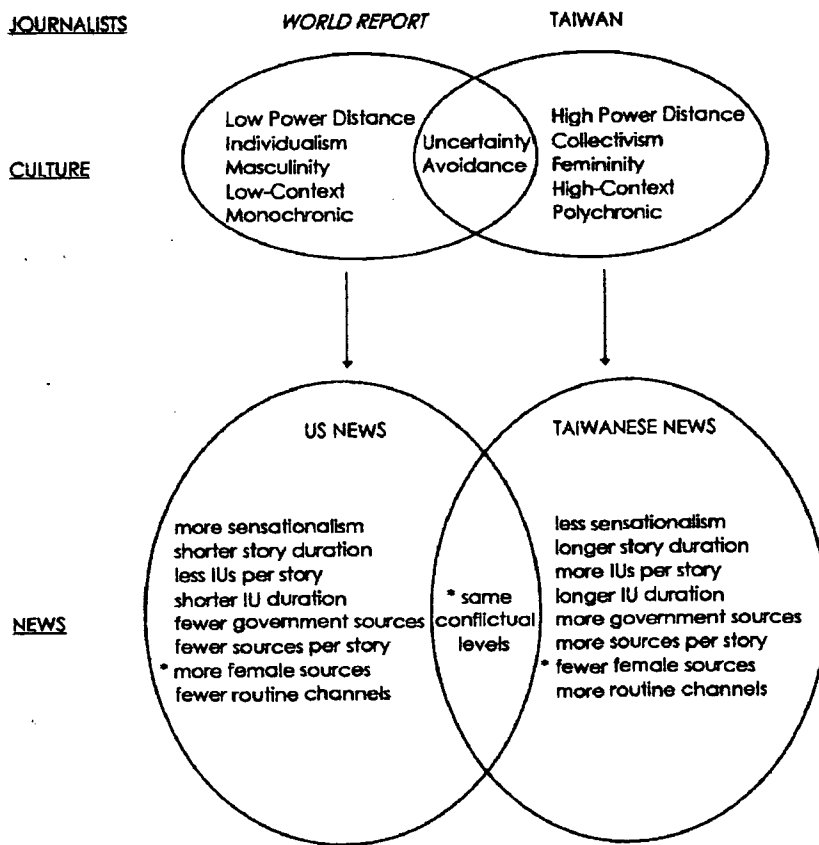 JOURNALISTS
WORLD REPORT
TAIWAN
CULTURE
Low Power Distance
Individualism
Masculinity
Low-Context
Monochronic
Uncertainty
Avoidance
High Power Distance
Collectivism
Femininity
High-Context
Polychronic
NEWS
US NEWS
more sensationalism
shorter story duration
less IUs per story
shorter IU duration
fewer government sources
fewer sources per story
* more female sources
fewer routine channels
* same
conflictual
levels
TAIWANESE NEWS
less sensationalism
longer story duration
more IUs per story
longer IU duration
more government sources
more sources per story
* fewer female sources
more routine channels